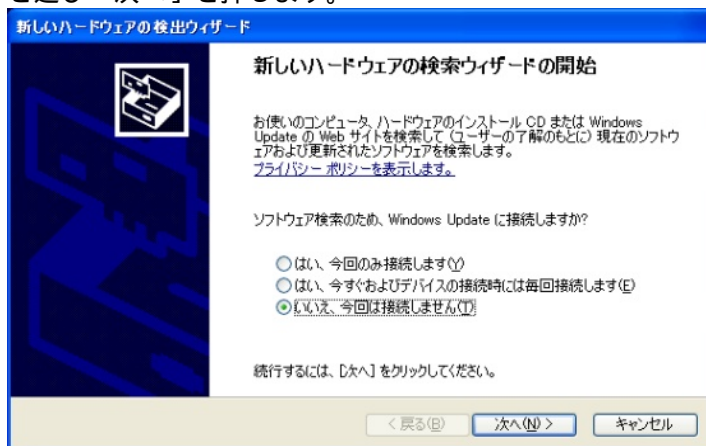 を選び「次へ」を押します。
新しいハードウェアの検出ウィザード
新しいハードウェアの検索ウィザードの開始
お使いのコンピュータ、ハードウェアのインストール CD または Windows
Update の Web サイトを検索して (ユーザーの了解のもとに) 現在のソフトウ
ェアおよび更新されたソフトウェアを検索します。
プライバシー ポリシーを表示します。
ソフトウェア検索のため、Windows Update に接続しますか?
はい、今回のみ接続します(Y)
はい、今すぐおよびデバイスの接続時には毎回接続します(E)
いいえ、今回は接続しません(T)
続行するには、[次へ] をクリックしてください。
< 戻る(B) 次へ(N) > キャンセル